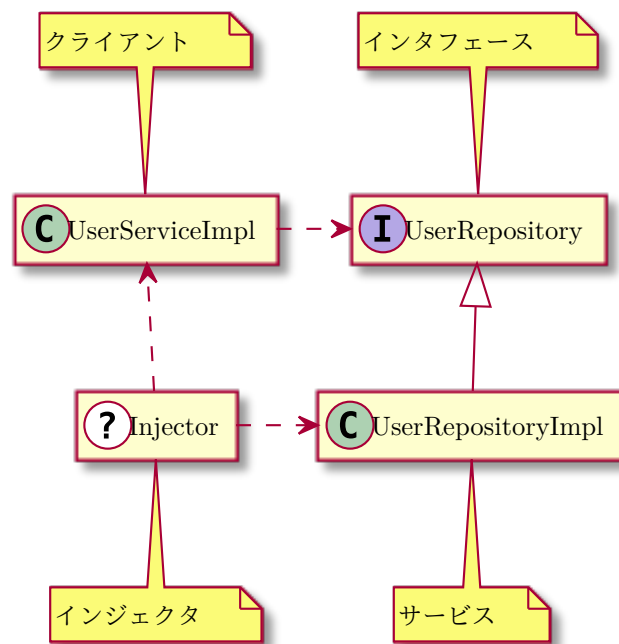 クライアント
インタフェース
C UserServiceImpl
I UserRepository
? Injector
C UserRepositoryImpl
インジェクタ
サービス